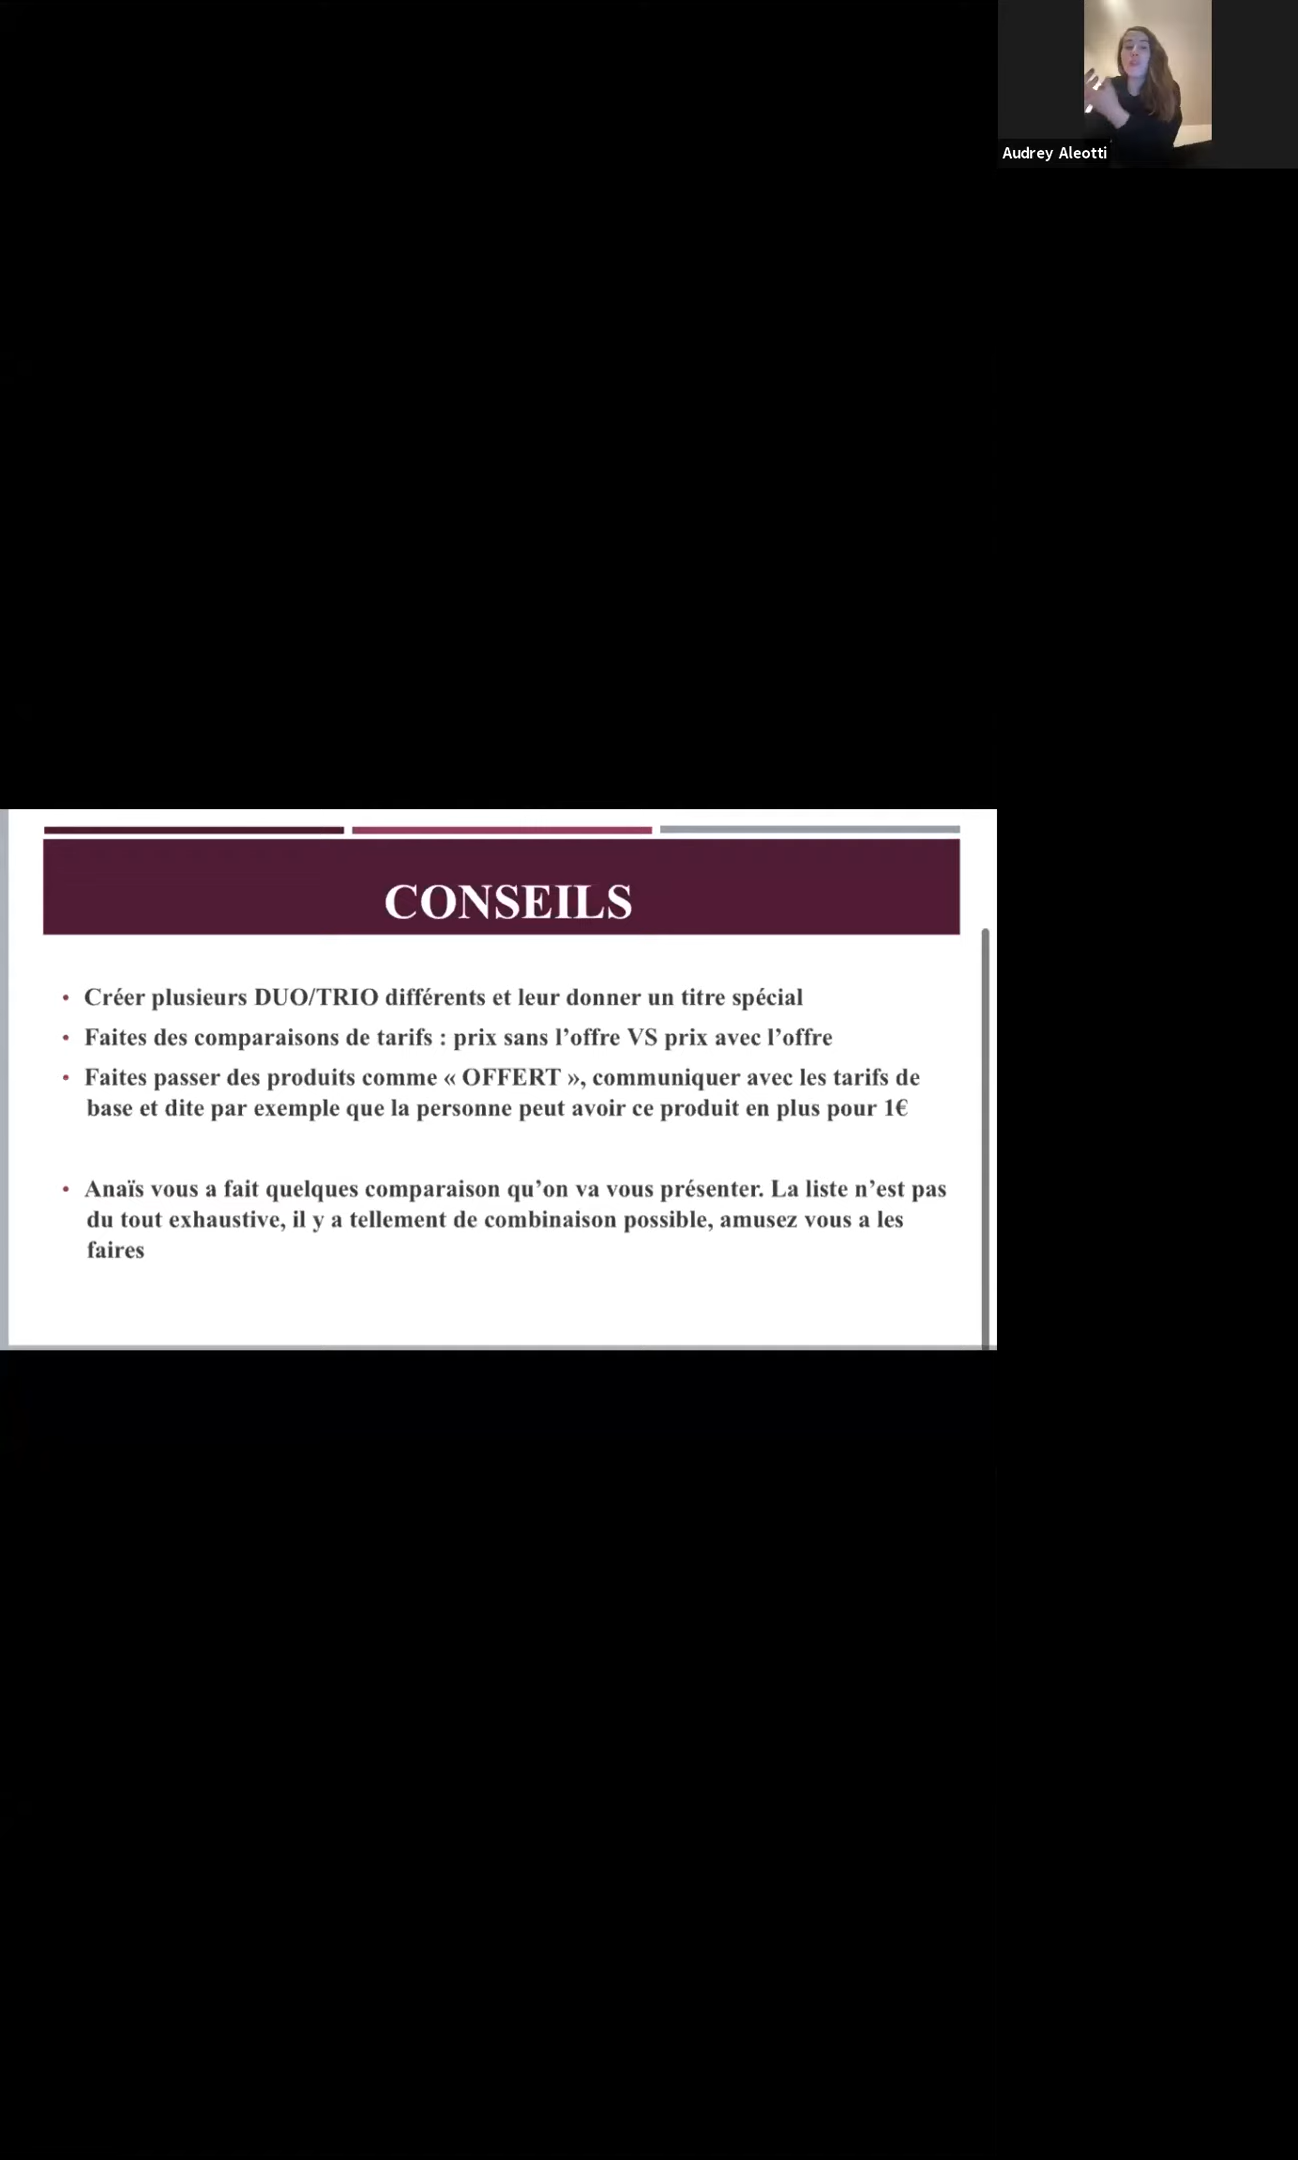 Audrey Aleotti
CONSEILS
• Créer plusieurs DUO/TRIO différents et leur donner un titre spécial
• Faites des comparaisons de tarifs : prix sans l’offre VS prix avec l’offre
• Faites passer des produits comme « OFFERT », communiquer avec les tarifs de
base et dite par exemple que la personne peut avoir ce produit en plus pour 1€
• Anaïs vous a fait quelques comparaison qu’on va vous présenter. La liste n’est pas
du tout exhaustive, il y a tellement de combinaison possible, amusez vous a les
faires